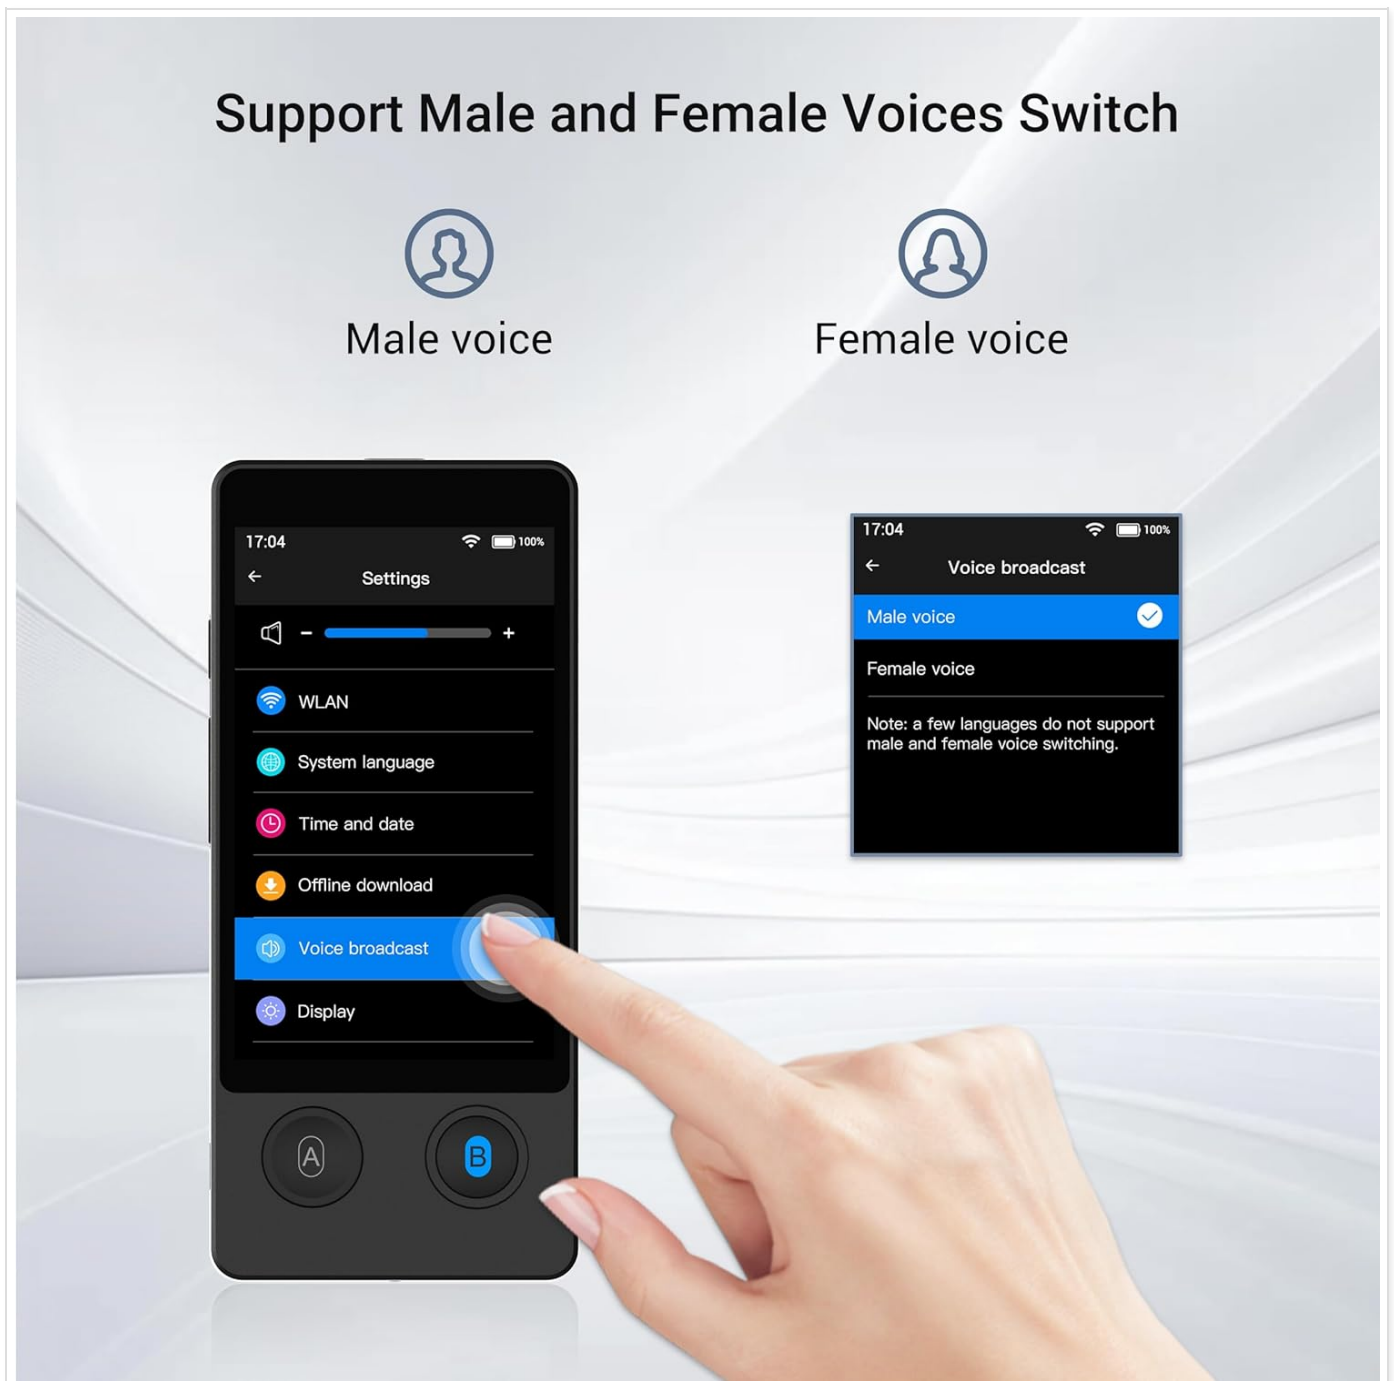 Support Male and Female Voices Switch
Male voice
Female voice
17:04
100%
Settings
-
+
WLAN
System language
Time and date
Offline download
Voice broadcast
Display
A
B
17:04
100%
Voice broadcast
Male voice
Female voice
Note: a few languages do not support
male and female voice switching.